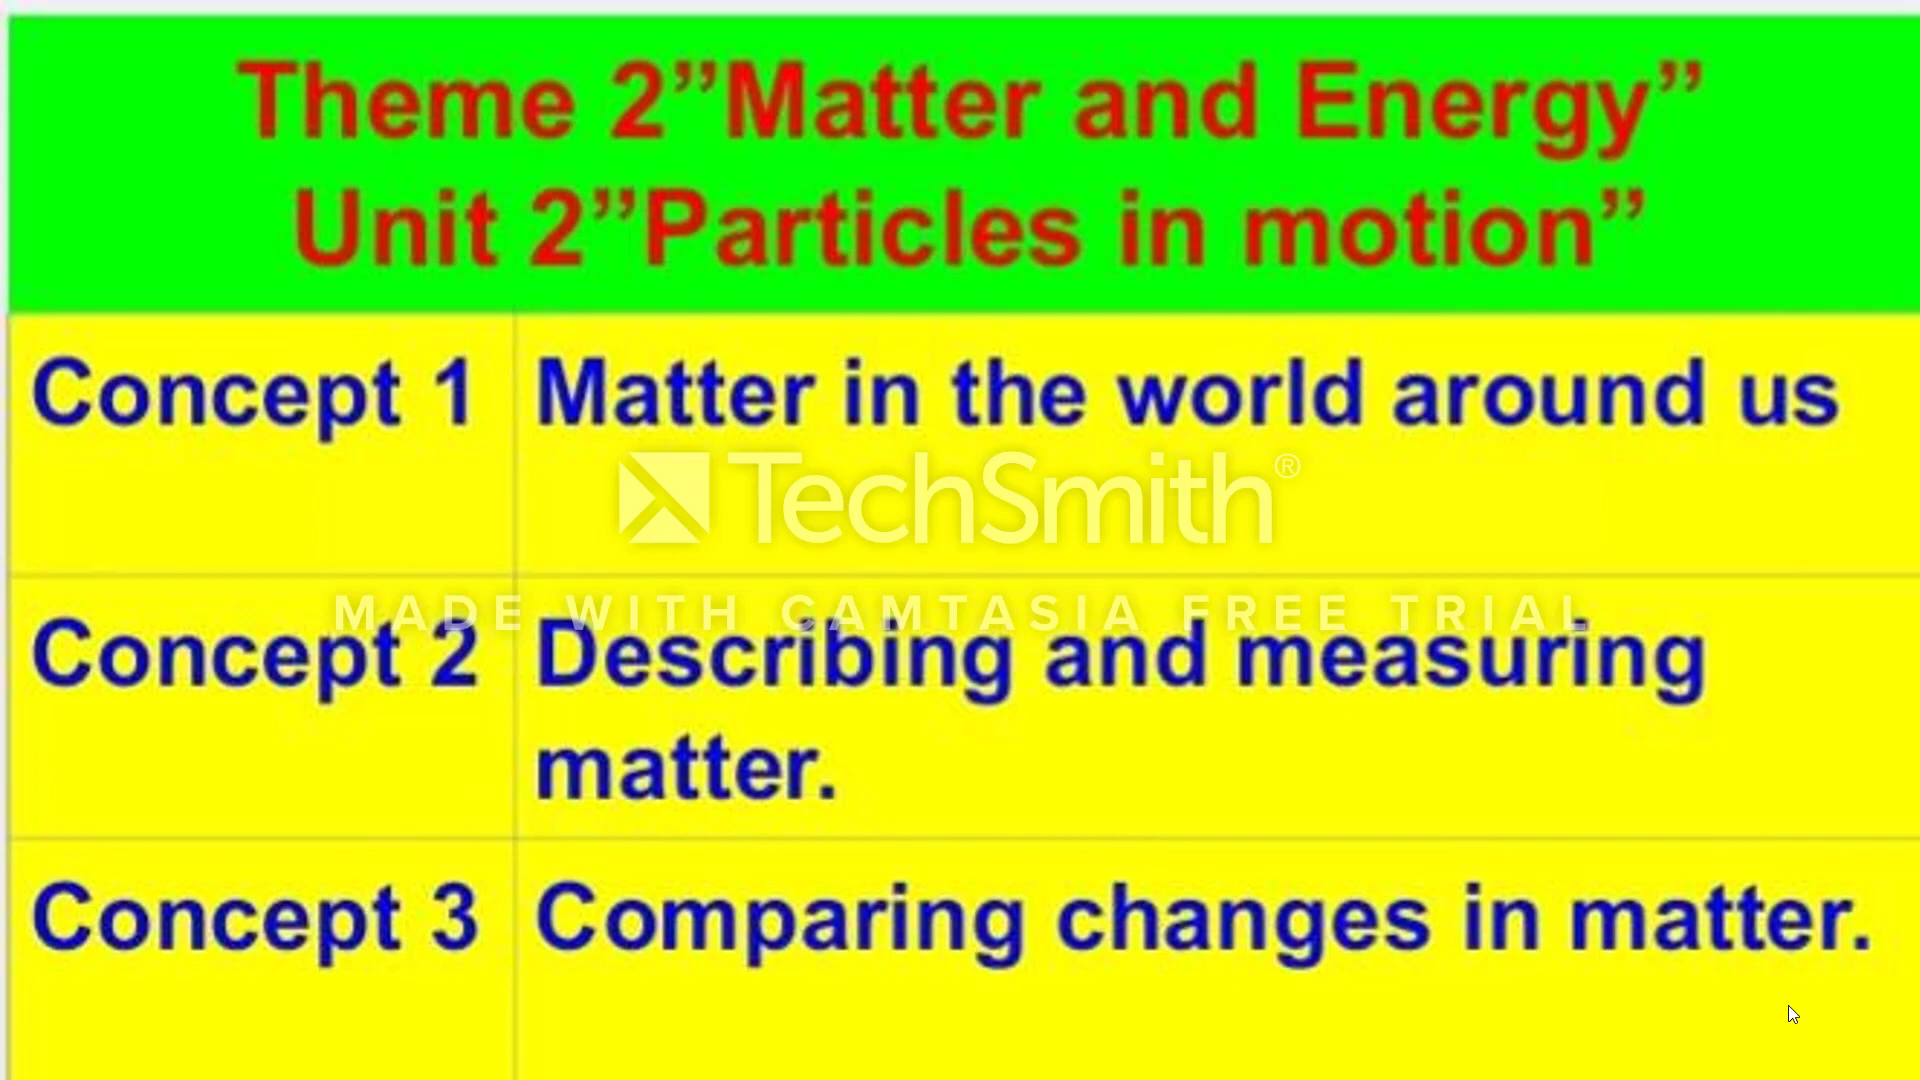 Theme 2”Matter and Energy”
Unit 2”Particles in motion”
Concept 1 Matter in the world around us
TechSmith®
MADE WITH CAMTASIA FREE TRIAL
Concept 2 Describing and measuring
matter.
Concept 3 Comparing changes in matter.